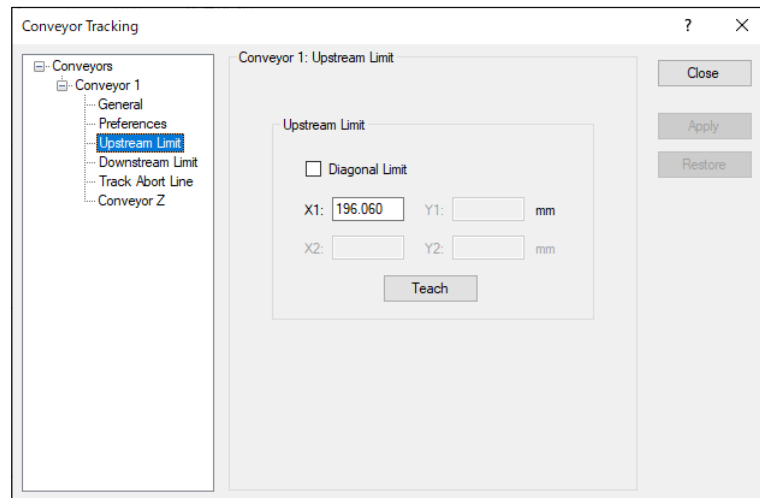 Conveyor Tracking
?
Conveyors
Conveyor 1
General
Preferences
Upstream Limit
Downstream Limit
Track Abort Line
Conveyor Z
Conveyor 1: Upstream Limit
Upstream Limit
Diagonal Limit
X1: 196.060 Y1: mm
X2: Y2: mm
Teach
Close
Apply
Restore